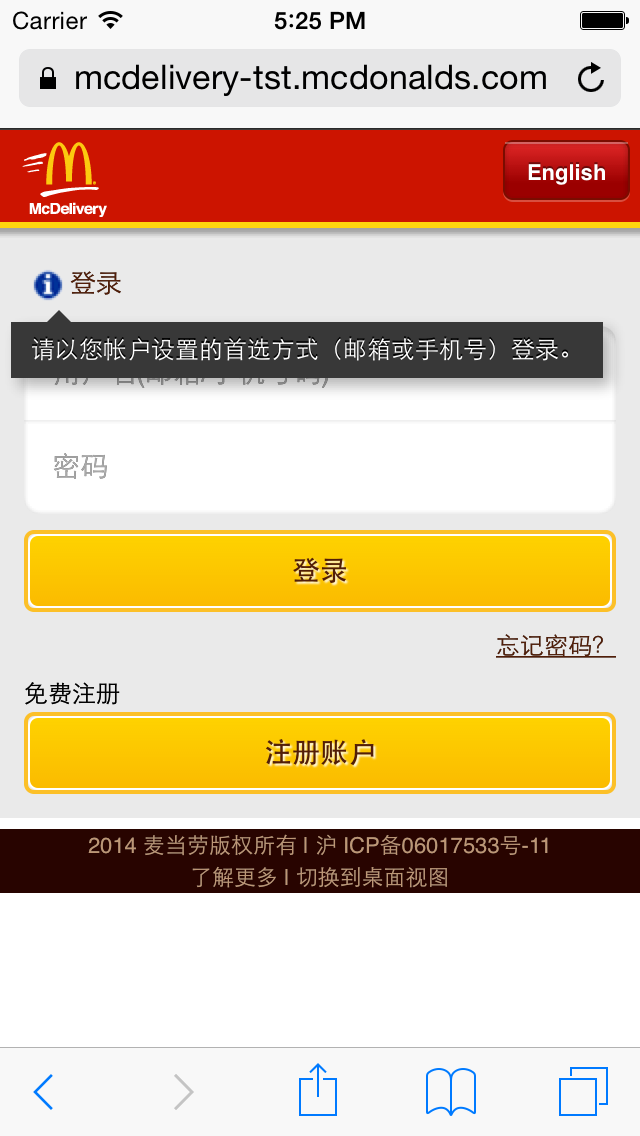 Carrier 5:25 PM
mcdelivery-tst.mcdonalds.com
M
McDelivery
English
登录
请以您帐户设置的首选方式（邮箱或手机号）登录。
密码
登录
忘记密码？
免费注册
注册账户
2014 麦当劳版权所有 I 沪 ICP备06017533号-11
了解更多 I 切换到桌面视图